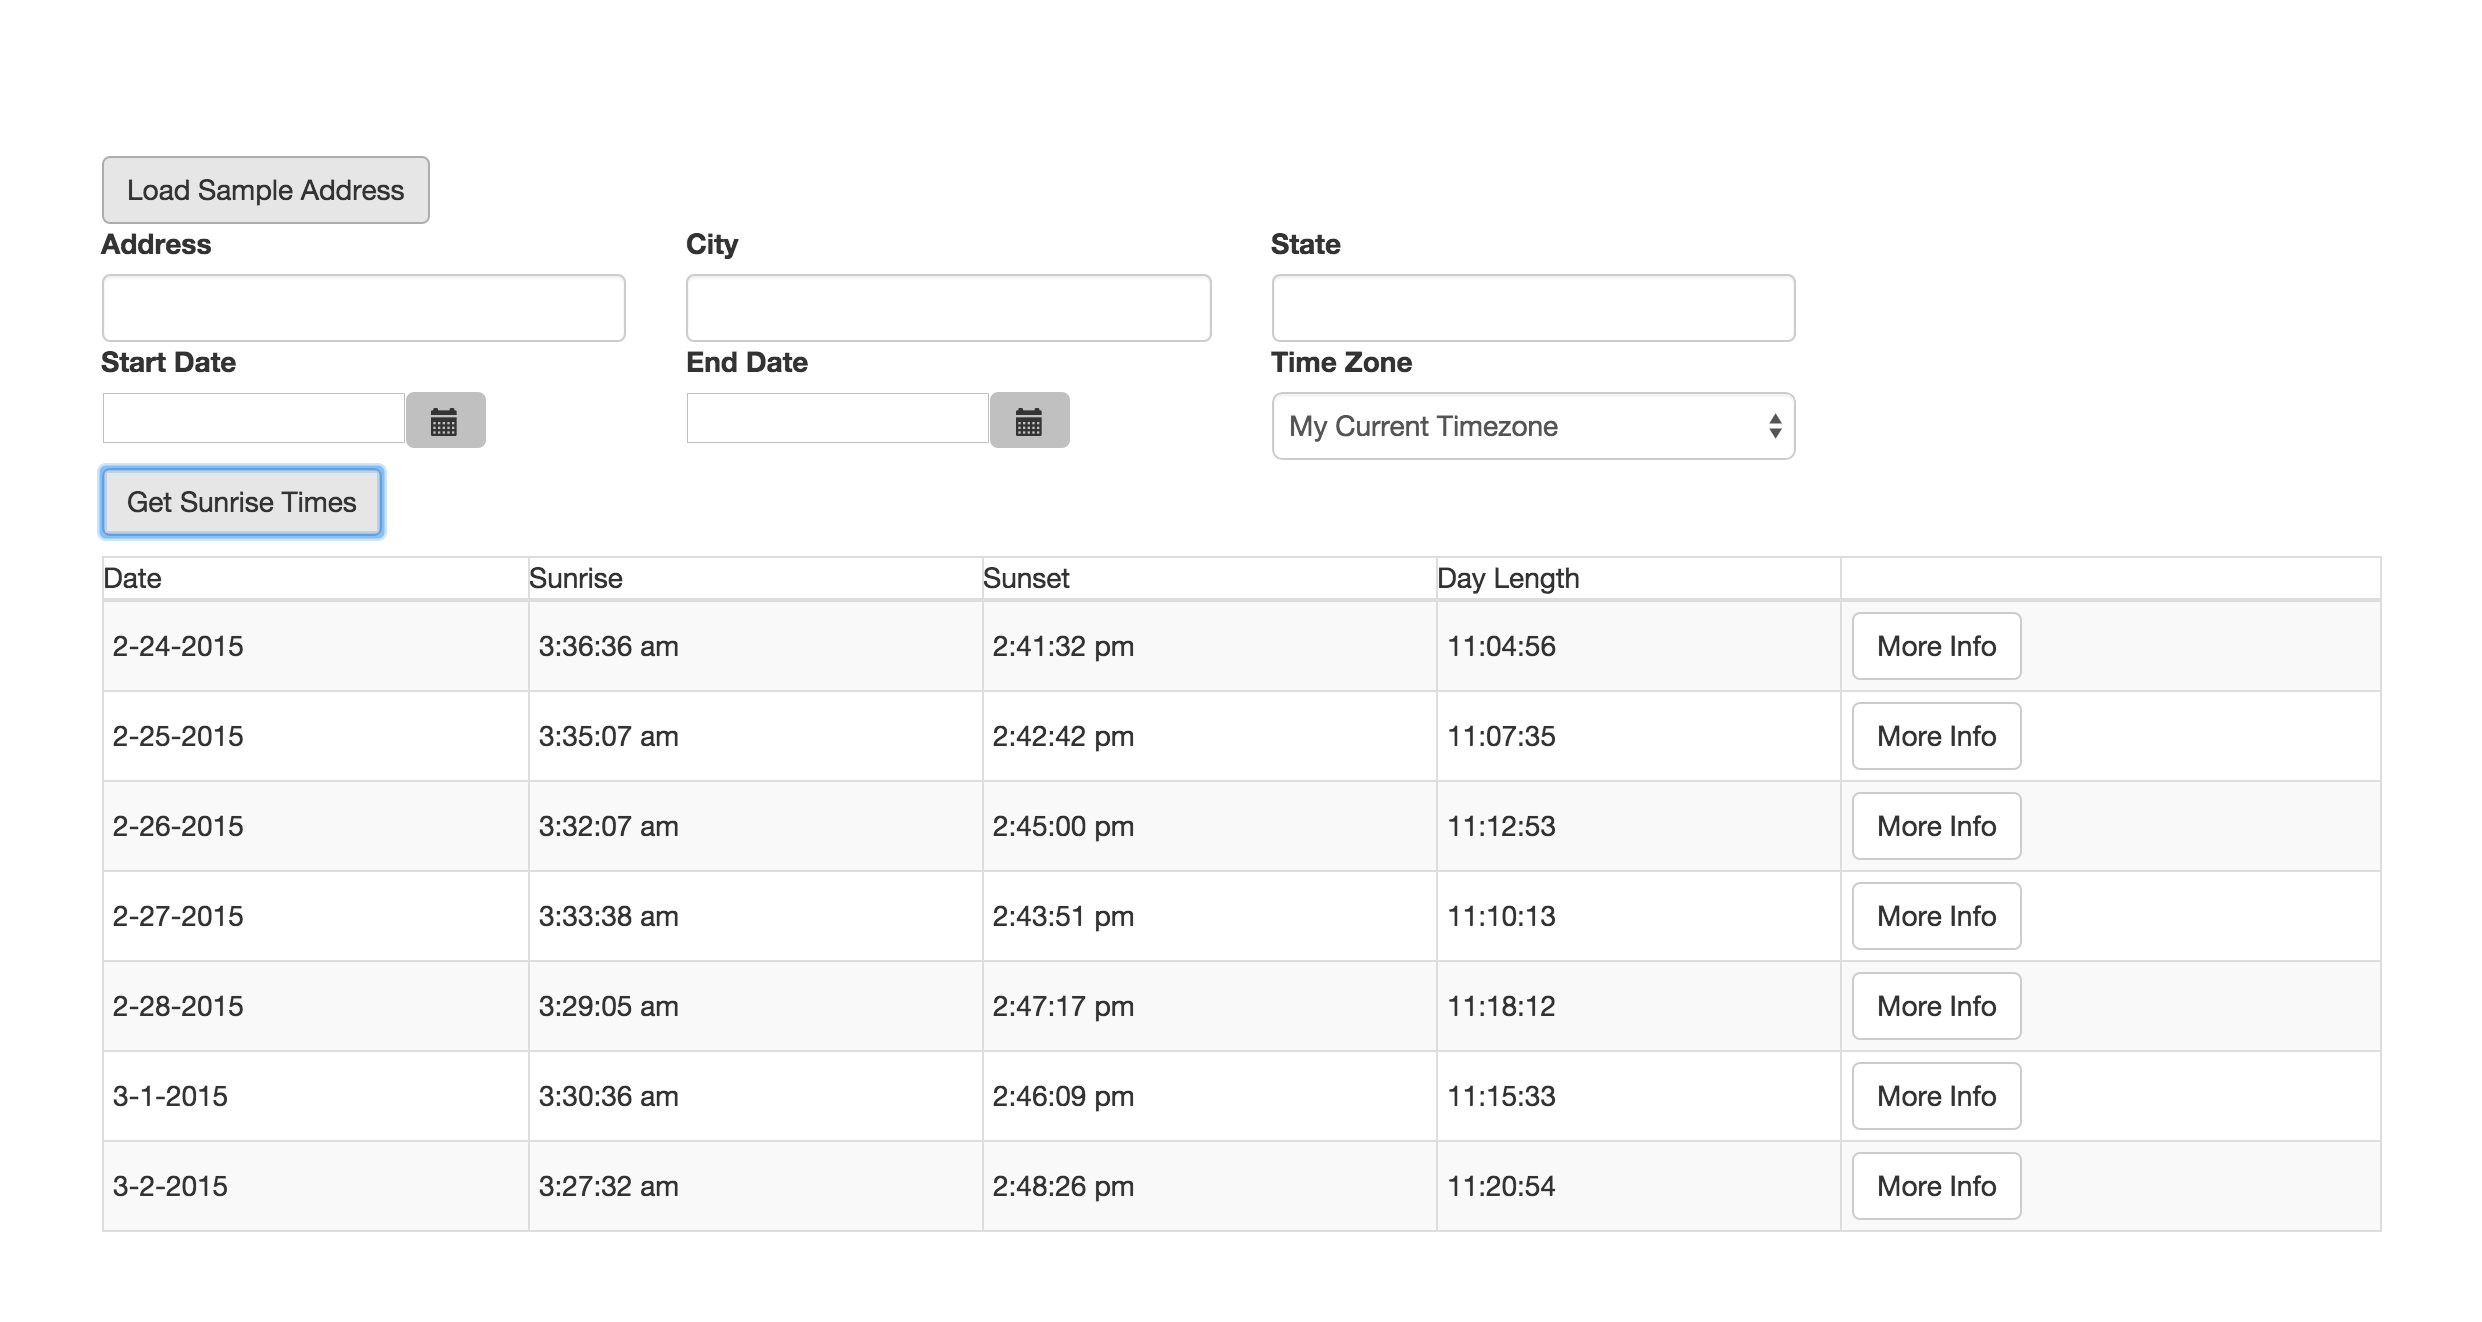 Load Sample Address
Address City State
Start Date End Date Time Zone
My Current Timezone
Get Sunrise Times
Date Sunrise Sunset Day Length
2-24-2015 3:36:36 am 2:41:32 pm 11:04:56 More Info
2-25-2015 3:35:07 am 2:42:42 pm 11:07:35 More Info
2-26-2015 3:32:07 am 2:45:00 pm 11:12:53 More Info
2-27-2015 3:33:38 am 2:43:51 pm 11:10:13 More Info
2-28-2015 3:29:05 am 2:47:17 pm 11:18:12 More Info
3-1-2015 3:30:36 am 2:46:09 pm 11:15:33 More Info
3-2-2015 3:27:32 am 2:48:26 pm 11:20:54 More Info